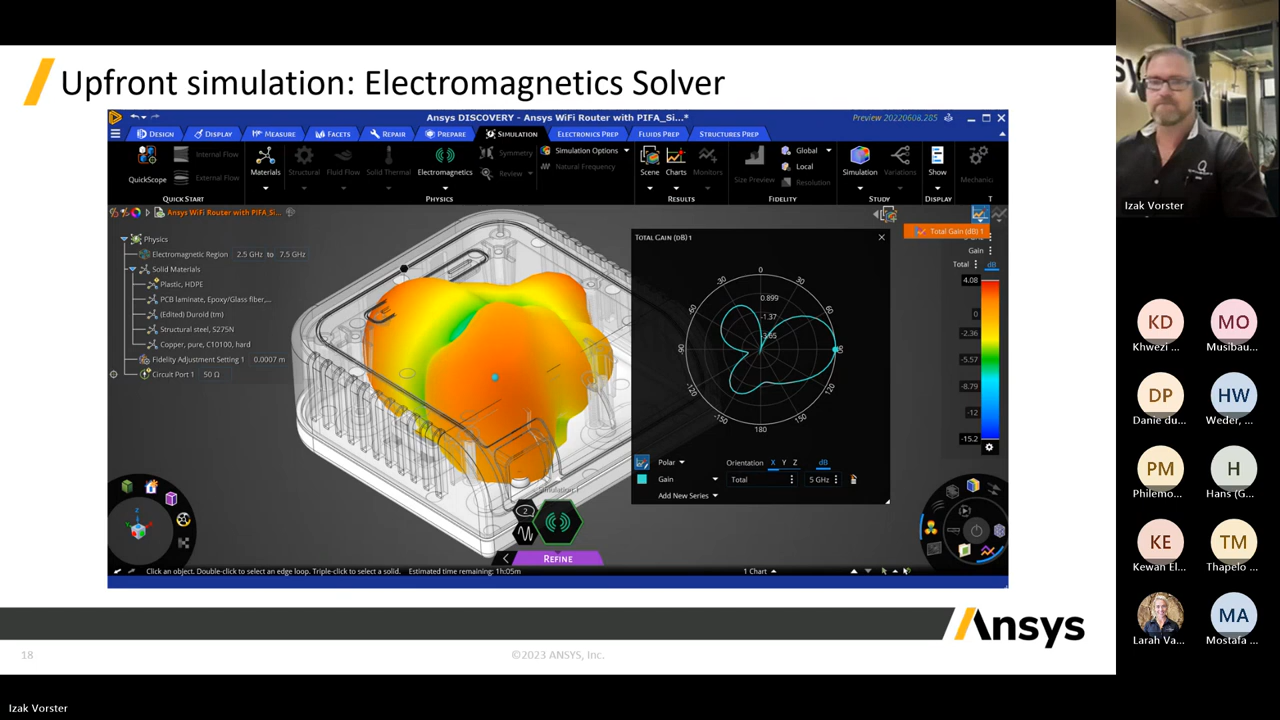 Upfront simulation: Electromagnetics Solver
Ansys DISCOVERY - Ansys WiFi Router with PIFA_Si...*
Preview 20220608.285
DESIGN
DISPLAY
MEASURE
FACETS
REPAIR
PREPARE
SIMULATION
ELECTRONICS PREP
FLUIDS PREP
STRUCTURES PREP
QuickScope
Internal Flow
External Flow
QUICK START
Materials
Structural
Fluid Flow
Solid Thermal
Electromagnetics
Symmetry
Review
PHYSICS
Simulation Options
Natural Frequency
Scene
Charts
Monitors
RESULTS
Size Preview
Global
Local
Resolution
FIDELITY
Simulation
Variations
STUDY
Show
DISPLAY
Mechanic
T
Ansys WiFi Router with PIFA_Si...
Physics
Electromagnetic Region 2.5 GHz to 7.5 GHz
Solid Materials
Plastic, HDPE
PCB laminate, Epoxy/Glass fiber,...
(Edited) Duroid (tm)
Structural steel, S275N
Copper, pure, C10100, hard
Fidelity Adjustment Setting 1 0.0007 m
Circuit Port 1 50 Ω
TOTAL GAIN (DB) 1
0
-30
30
-60
60
-90
90
-120
120
-150
150
180
0.899
-1.37
-3.65
Polar
Orientation X Y Z dB
Gain
Total
5 GHz
Add New Series
Total Gain (dB) 1
Gain
Total
dB
4.08
0
-2.36
-5.57
-8.79
-12
-15.2
2
REFINE
Click an object. Double-click to select an edge loop. Triple-click to select a solid. Estimated time remaining: 1h:05m
1 Chart
Ansys
18
©2023 ANSYS, Inc.
Izak Vorster
Izak Vorster
KD
Khwezi ...
MO
Musibau...
DP
Danie du...
HW
Weder, ...
PM
Philemo...
H
Hans (G...
KE
Kewan El...
TM
Thapelo ...
Larah Va...
MA
Mostafa ...